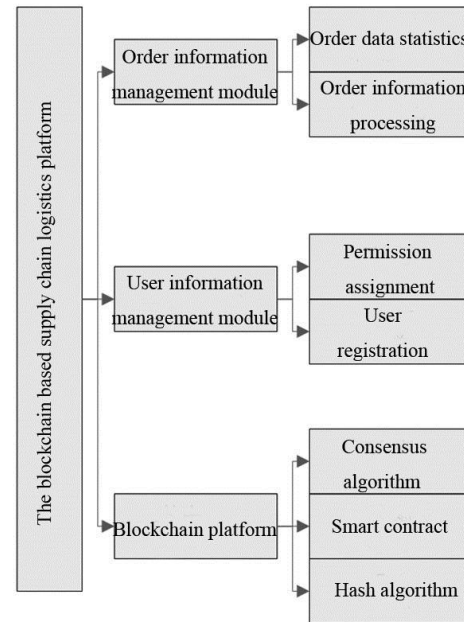 The blockchain based supply chain logistics platform
Order information
management module
Order data statistics
Order information
processing
User information
management module
Permission
assignment
User
registration
Blockchain platform
Consensus
algorithm
Smart contract
Hash algorithm